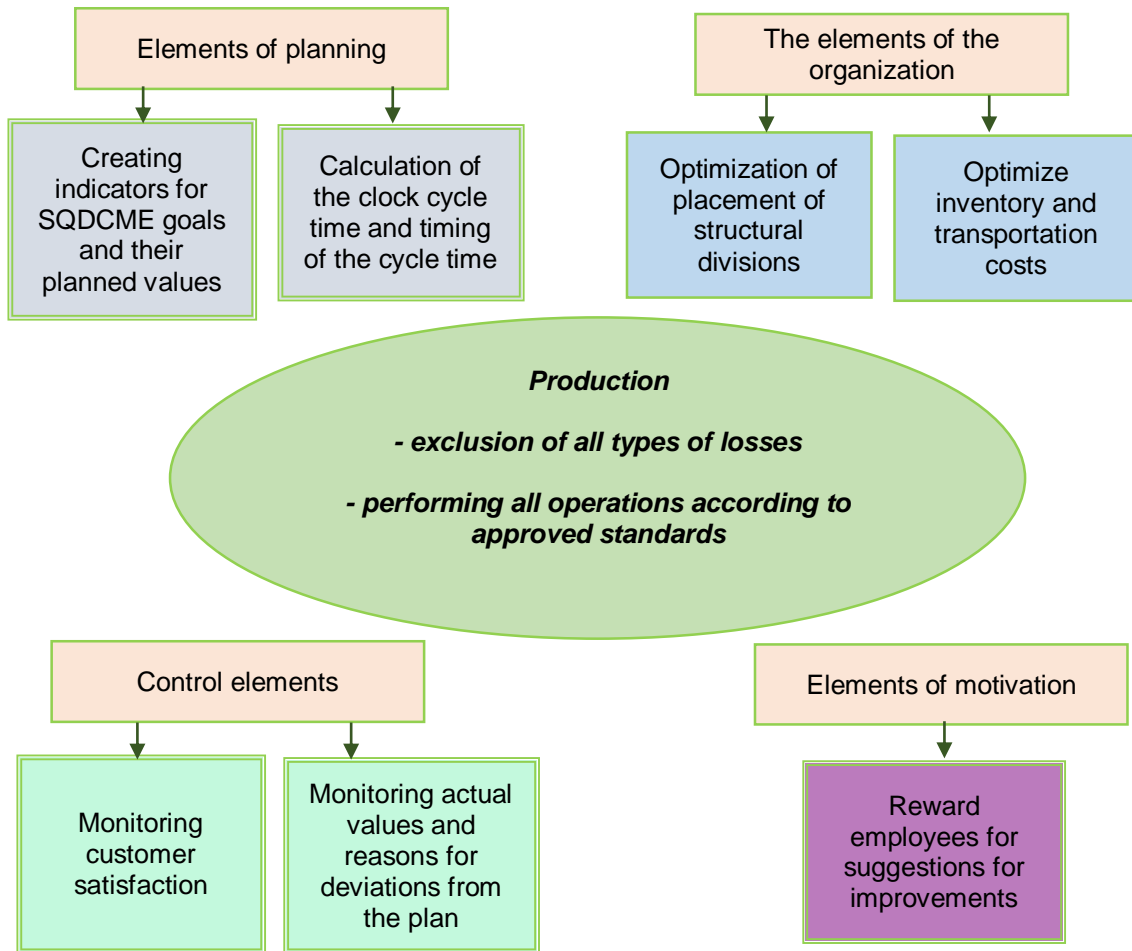 Elements of planning
The elements of the
organization
Creating
indicators for
SQDCME goals
and their
planned values
Calculation of
the clock cycle
time and timing
of the cycle time
Optimization of
placement of
structural
divisions
Optimize
inventory and
transportation
costs
Production
- exclusion of all types of losses
- performing all operations according to
approved standards
Control elements
Elements of motivation
Monitoring
customer
satisfaction
Monitoring actual
values and
reasons for
deviations from
the plan
Reward
employees for
suggestions for
improvements